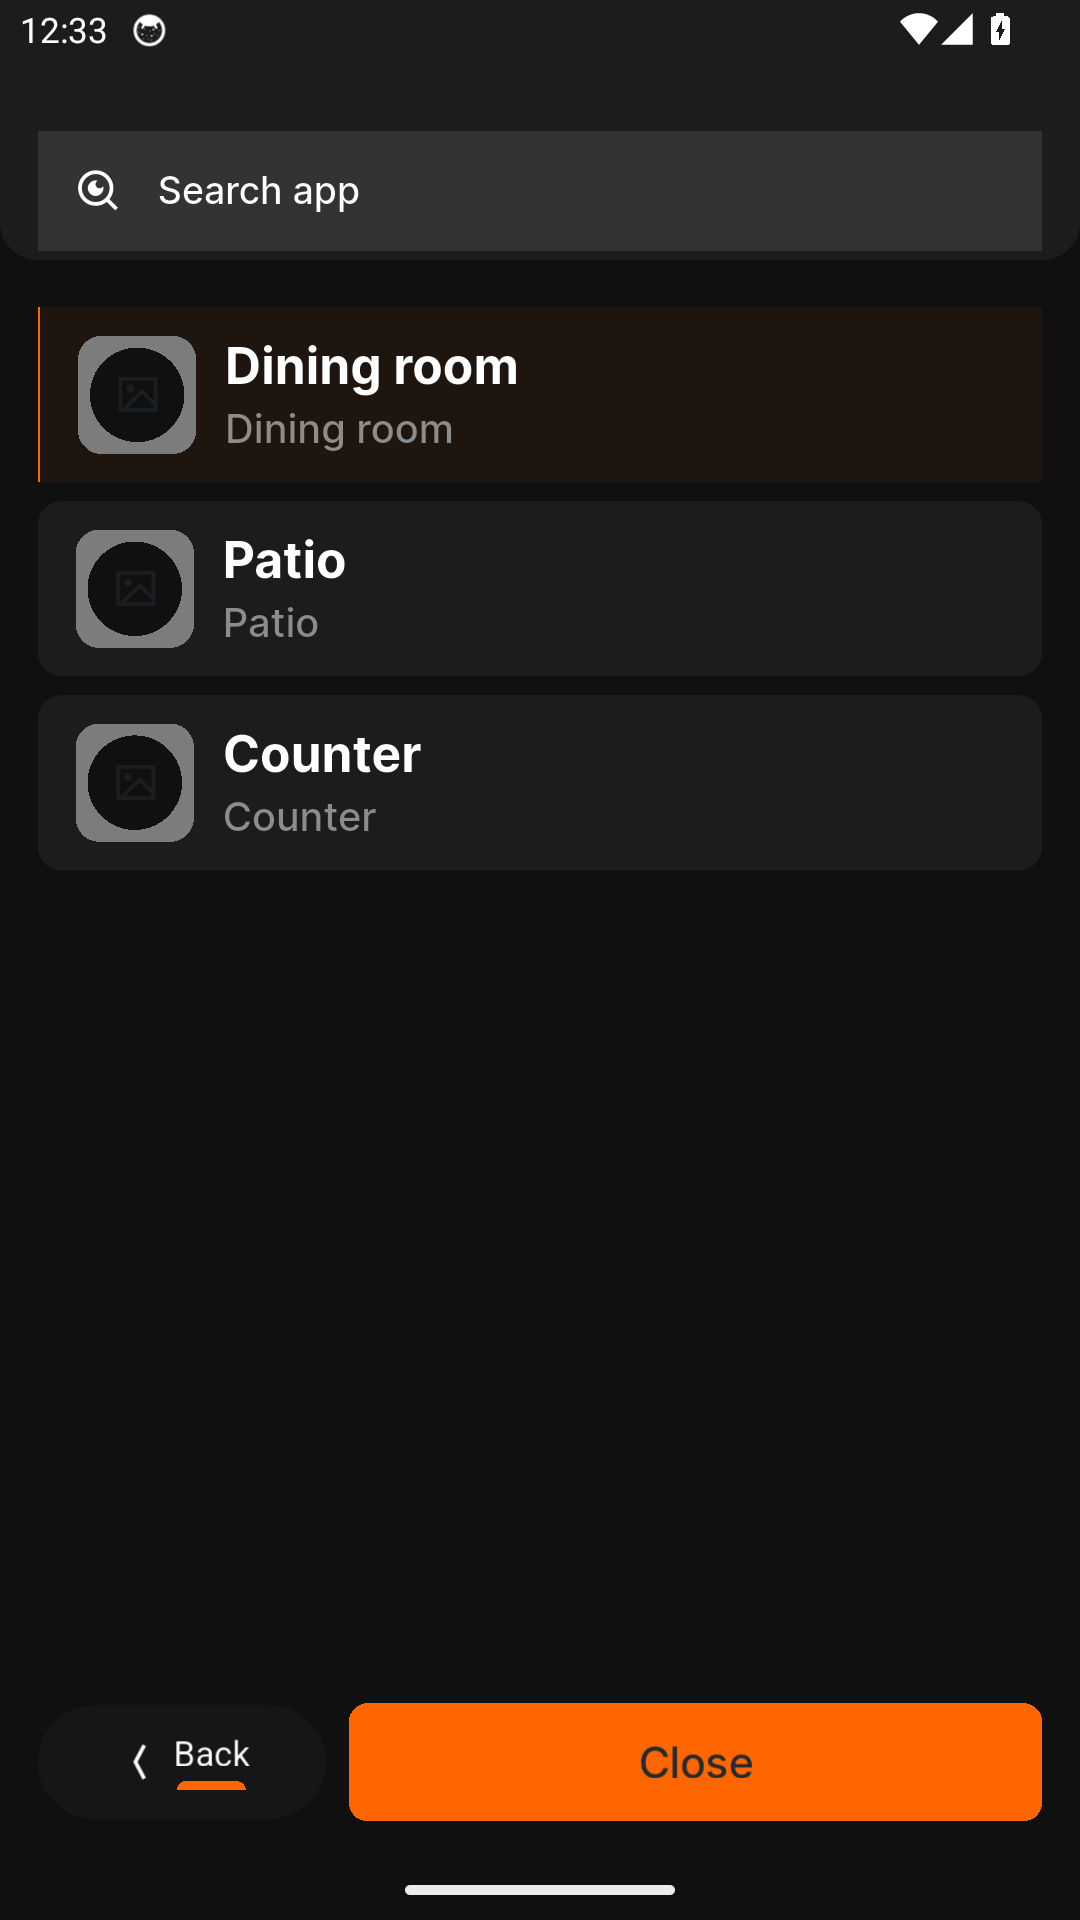 12:33
Search app
Dining room
Dining room
Patio
Patio
Counter
Counter
Back
Close